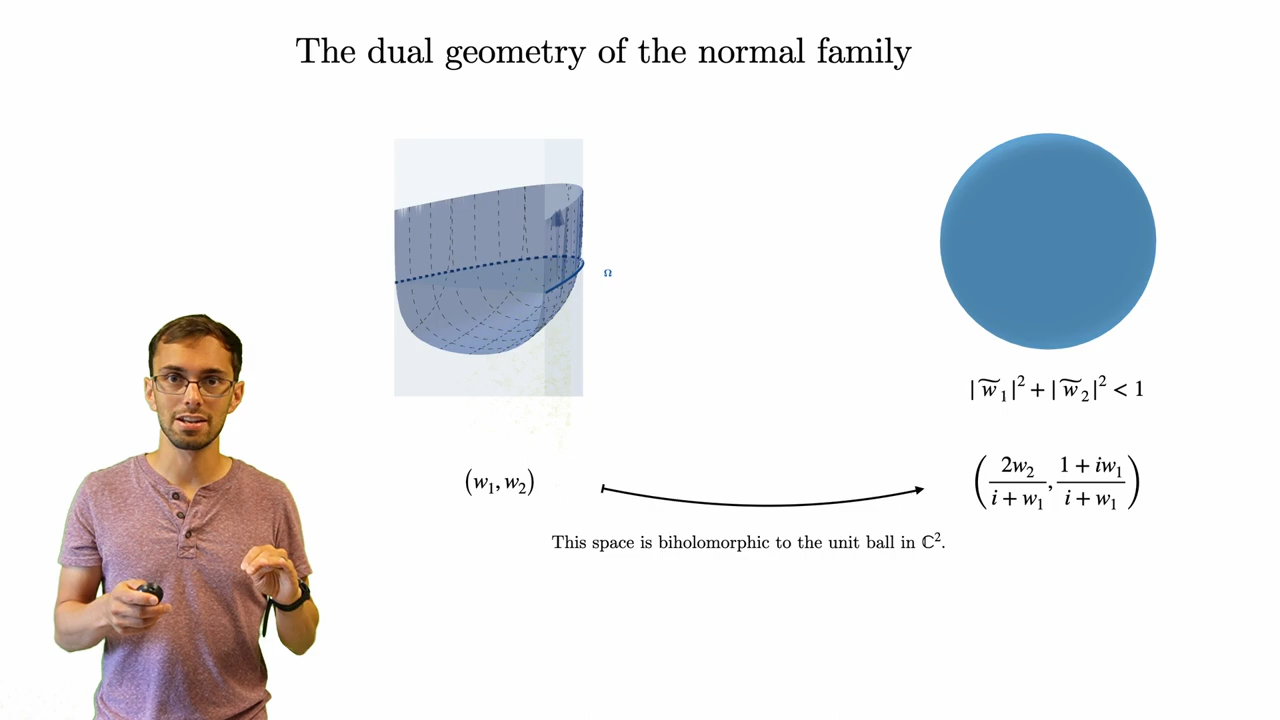 The dual geometry of the normal family
Ω
|w̃₁|² + |w̃₂|² < 1
(w₁, w₂)
(2w₂/(i + w₁), (1 + iw₁)/(i + w₁))
This space is biholomorphic to the unit ball in ℂ².